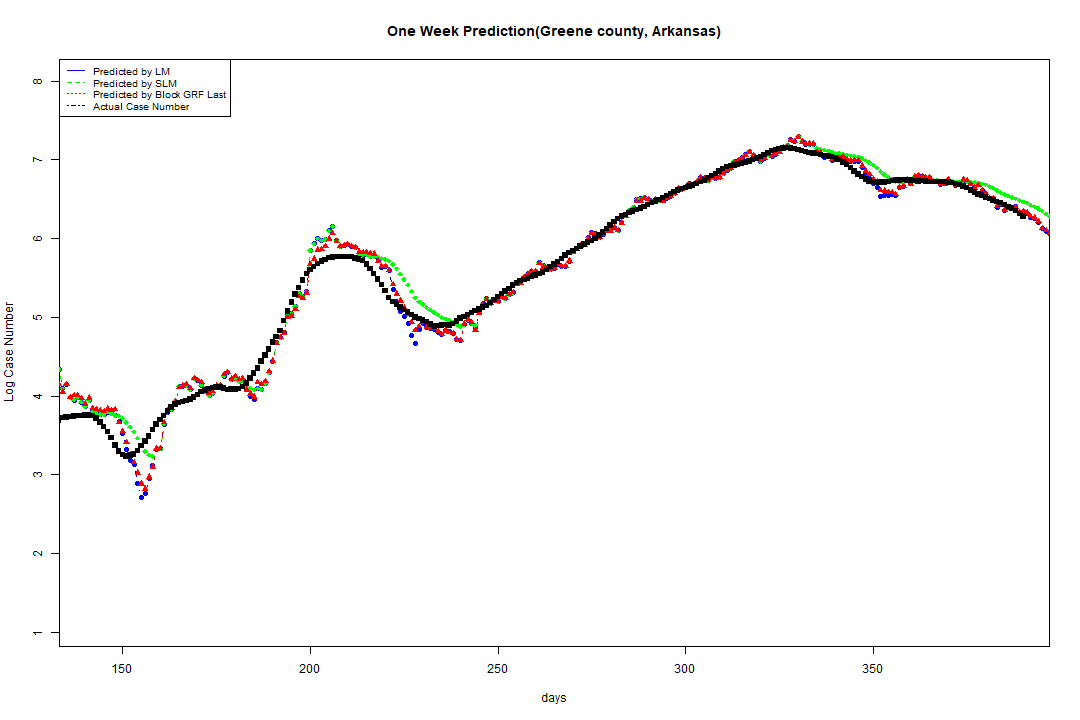 One Week Prediction(Greene county, Arkansas)
Predicted by LM
Predicted by SLM
Predicted by Block GRF Last
Actual Case Number
Log Case Number
8
7
6
5
4
3
2
1
150 200 250 300 350
days